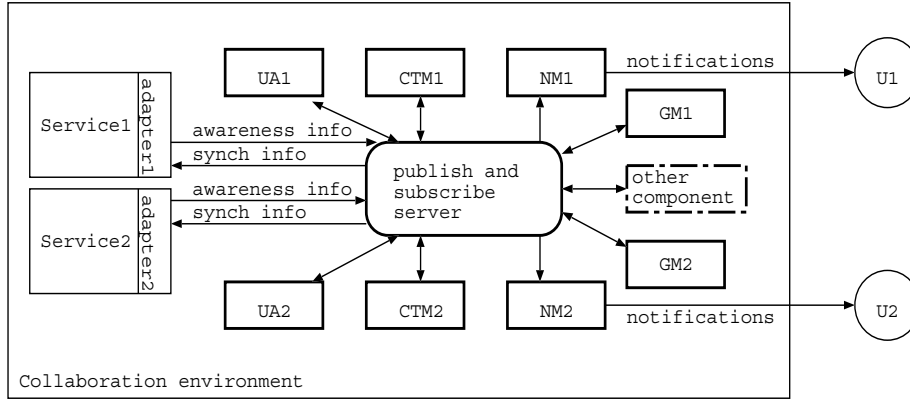 UA1
CTM1
NM1
notifications
U1
Service1
adapter1
awareness info
synch info
GM1
publish and
subscribe
server
other
component
Service2
adapter2
awareness info
synch info
GM2
UA2
CTM2
NM2
notifications
U2
Collaboration environment